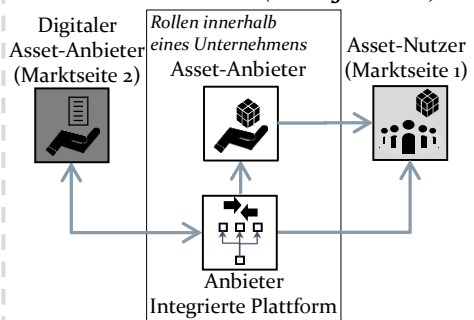 Digitaler
Asset-Anbieter
(Marktseite 2)
Rollen innerhalb
eines Unternehmens
Asset-Anbieter
Asset-Nutzer
(Marktseite 1)
Anbieter
Integrierte Plattform